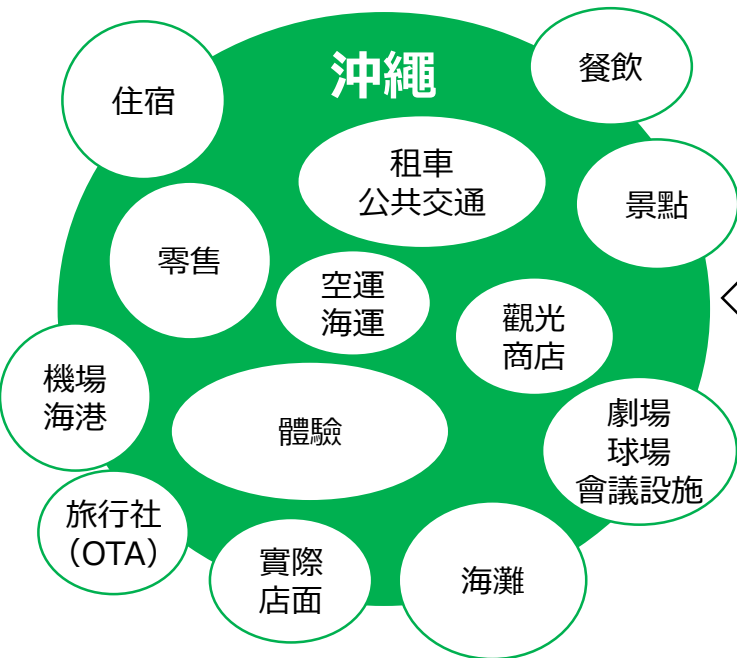 沖繩
餐飲
住宿
租車
公共交通
景點
零售
空運
海運
觀光
商店
機場
海港
體驗
劇場
球場
會議設施
旅行社
（OTA）
實際
店面
海灘